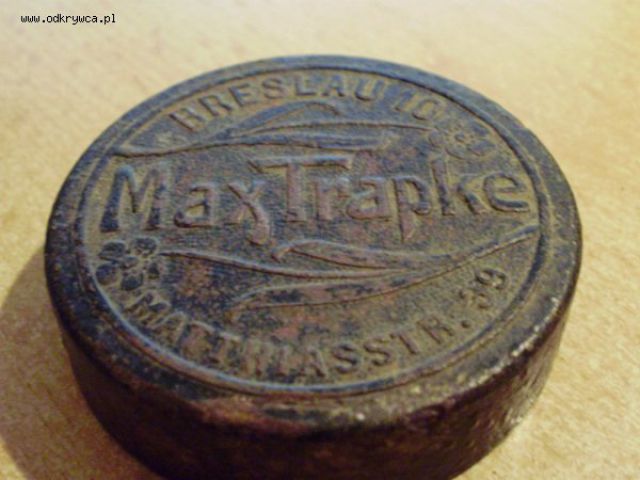 www.odkrywca.pl
BRESLAU 10
Max Trapke
MATTHIASSTR. 39